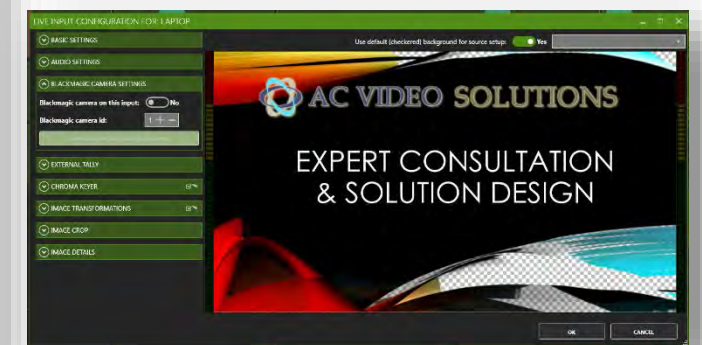 LIVE INPUT CONFIGURATION FOR: LAPTOP
BASIC SETTINGS
Use default (checkered) background for source setup: Yes
AUDIO SETTINGS
BLACKMAGIC CAMERA SETTINGS
Blackmagic camera on this input: No
Blackmagic camera id: 1
EXTERNAL TALLY
CHROMA KEYER
IMAGE TRANSFORMATIONS
IMAGE CROP
IMAGE DETAILS
AC VIDEO SOLUTIONS
EXPERT CONSULTATION
& SOLUTION DESIGN
OK CANCEL